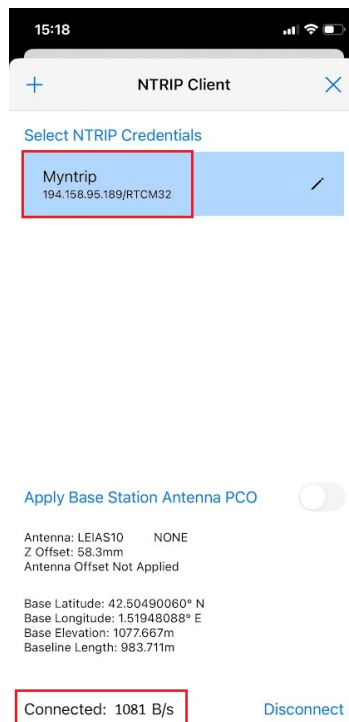 15:18
NTRIP Client
Select NTRIP Credentials
Myntrip
194.158.95.189/RTCM32
Apply Base Station Antenna PCO
Antenna: LEIAS10 NONE
Z Offset: 58.3mm
Antenna Offset Not Applied
Base Latitude: 42.50490060° N
Base Longitude: 1.51948088° E
Base Elevation: 1077.667m
Baseline Length: 983.711m
Connected: 1081 B/s Disconnect